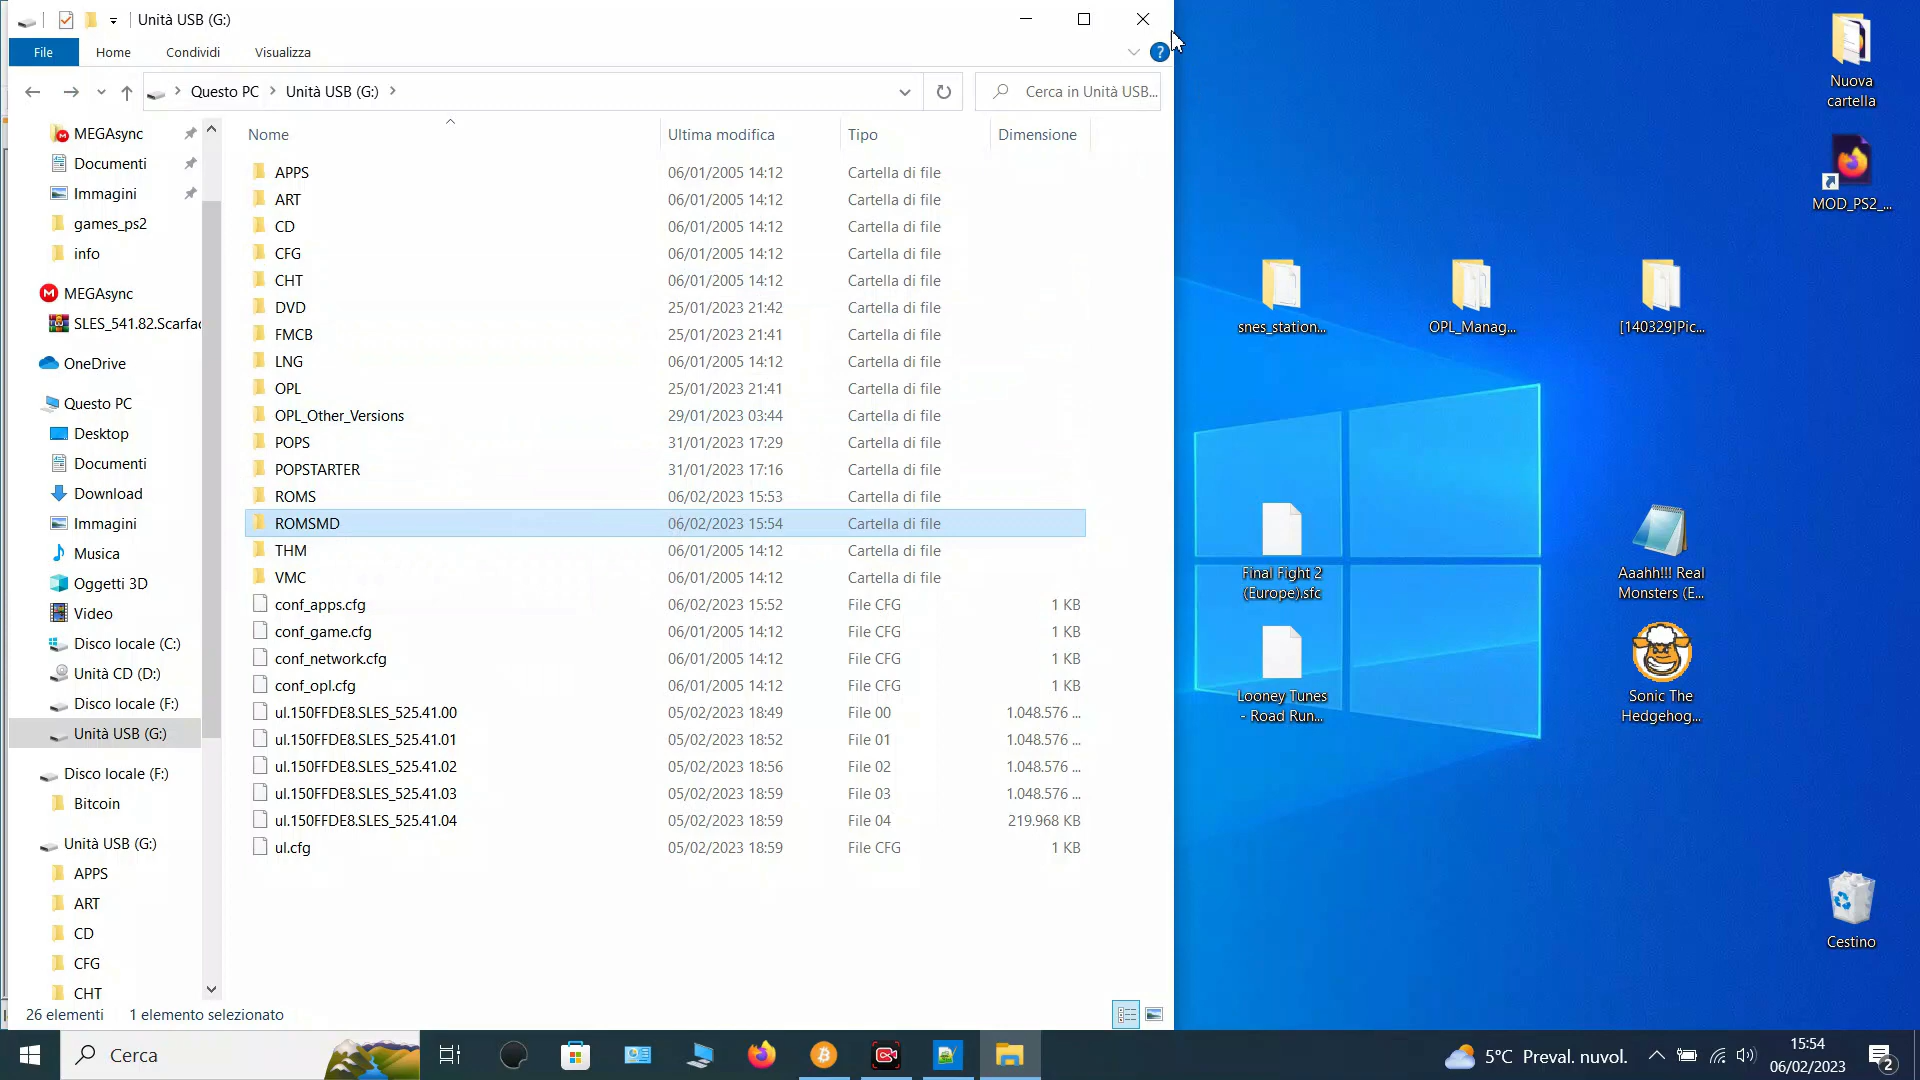 Unità USB (G:)
File
Home
Condividi
Visualizza
Questo PC
Unità USB (G:)
Cerca in Unità USB...
MEGAsync
Documenti
Immagini
games_ps2
info
MEGAsync
SLES_541.82.Scarfac
OneDrive
Questo PC
Desktop
Documenti
Download
Immagini
Musica
Oggetti 3D
Video
Disco locale (C:)
Unità CD (D:)
Disco locale (F:)
Unità USB (G:)
Disco locale (F:)
Bitcoin
Unità USB (G:)
APPS
ART
CD
CFG
CHT
Nome Ultima modifica Tipo Dimensione
APPS 06/01/2005 14:12 Cartella di file
ART 06/01/2005 14:12 Cartella di file
CD 06/01/2005 14:12 Cartella di file
CFG 06/01/2005 14:12 Cartella di file
CHT 06/01/2005 14:12 Cartella di file
DVD 25/01/2023 21:42 Cartella di file
FMCB 25/01/2023 21:41 Cartella di file
LNG 06/01/2005 14:12 Cartella di file
OPL 25/01/2023 21:41 Cartella di file
OPL_Other_Versions 29/01/2023 03:44 Cartella di file
POPS 31/01/2023 17:29 Cartella di file
POPSTARTER 31/01/2023 17:16 Cartella di file
ROMS 06/02/2023 15:53 Cartella di file
ROMSMD 06/02/2023 15:54 Cartella di file
THM 06/01/2005 14:12 Cartella di file
VMC 06/01/2005 14:12 Cartella di file
conf_apps.cfg 06/02/2023 15:52 File CFG 1 KB
conf_game.cfg 06/01/2005 14:12 File CFG 1 KB
conf_network.cfg 06/01/2005 14:12 File CFG 1 KB
conf_opl.cfg 06/01/2005 14:12 File CFG 1 KB
ul.150FFDE8.SLES_525.41.00 05/02/2023 18:49 File 00 1.048.576 ...
ul.150FFDE8.SLES_525.41.01 05/02/2023 18:52 File 01 1.048.576 ...
ul.150FFDE8.SLES_525.41.02 05/02/2023 18:56 File 02 1.048.576 ...
ul.150FFDE8.SLES_525.41.03 05/02/2023 18:59 File 03 1.048.576 ...
ul.150FFDE8.SLES_525.41.04 05/02/2023 18:59 File 04 219.968 KB
ul.cfg 05/02/2023 18:59 File CFG 1 KB
26 elementi 1 elemento selezionato
Nuova
cartella
MOD_PS2_...
snes_station...
OPL_Manag...
[140329]Pic...
Final Fight 2
(Europe).sfc
Aaahh!!! Real
Monsters (E...
Looney Tunes
- Road Run...
Sonic The
Hedgehog...
Cestino
Cerca
5°C Preval. nuvol.
15:54
06/02/2023
2